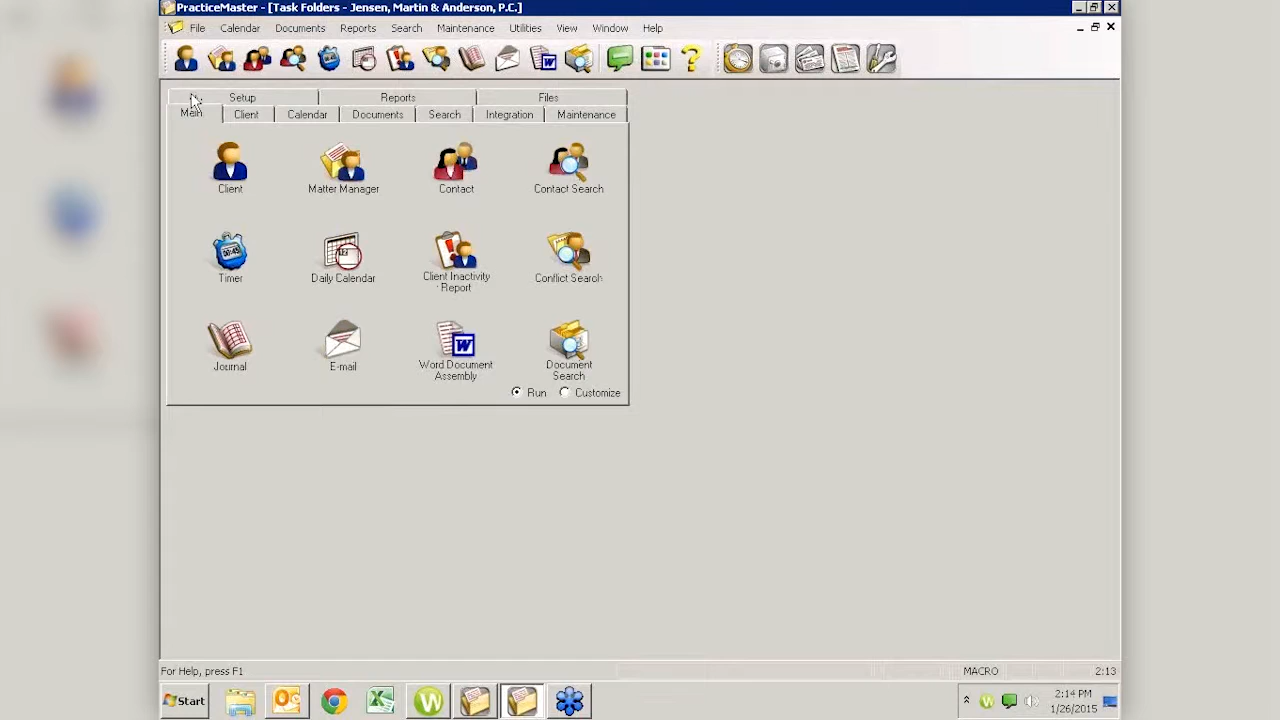 PracticeMaster - [Task Folders - Jensen, Martin & Anderson, P.C.]
File Calendar Documents Reports Search Maintenance Utilities View Window Help
Setup Reports Files
Main Client Calendar Documents Search Integration Maintenance
Client Matter Manager Contact Contact Search
Timer Daily Calendar Client Inactivity Report Conflict Search
Journal E-mail Word Document Assembly Document Search
Run Customize
For Help, press F1 MACRO 2:13
Start 2:14 PM
1/26/2015